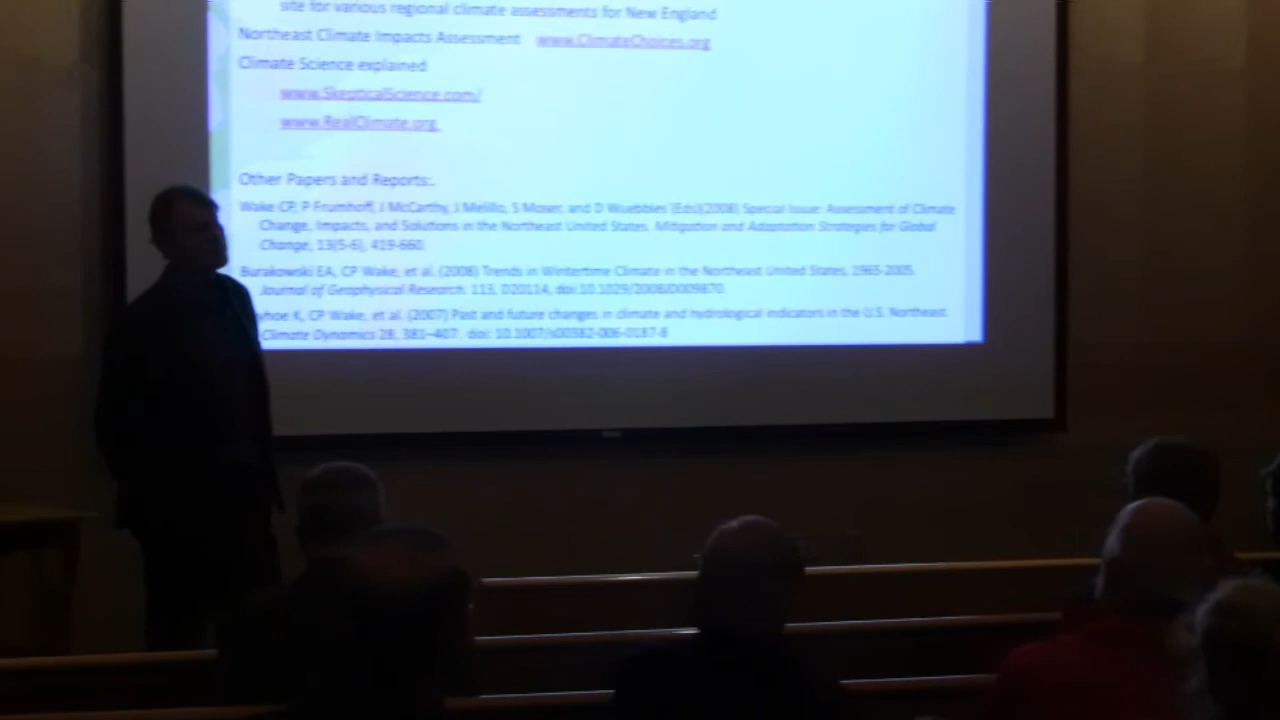 site for various regional climate assessments for New England
Northeast Climate Impacts Assessment www.ClimateChoices.org
Climate Science explained
www.SkepticalScience.com/
www.RealClimate.org
Other Papers and Reports:.
Wake CP, P Frumhoff, J McCarthy, J Melillo, S Moser, and D Wuebbles (Eds)(2008) Special Issue: Assessment of Climate
Change, Impacts, and Solutions in the Northeast United States. Mitigation and Adaptation Strategies for Global
Change, 13(5-6), 419-660.
Burakowski EA, CP Wake, et al. (2008) Trends in Wintertime Climate in the Northeast United States, 1965-2005.
Journal of Geophysical Research. 113, D20114, doi:10.1029/2008JD009870.
yhoe K, CP Wake, et al. (2007) Past and future changes in climate and hydrological indicators in the U.S. Northeast.
Climate Dynamics 28, 381–407. doi: 10.1007/s00382-006-0187-8